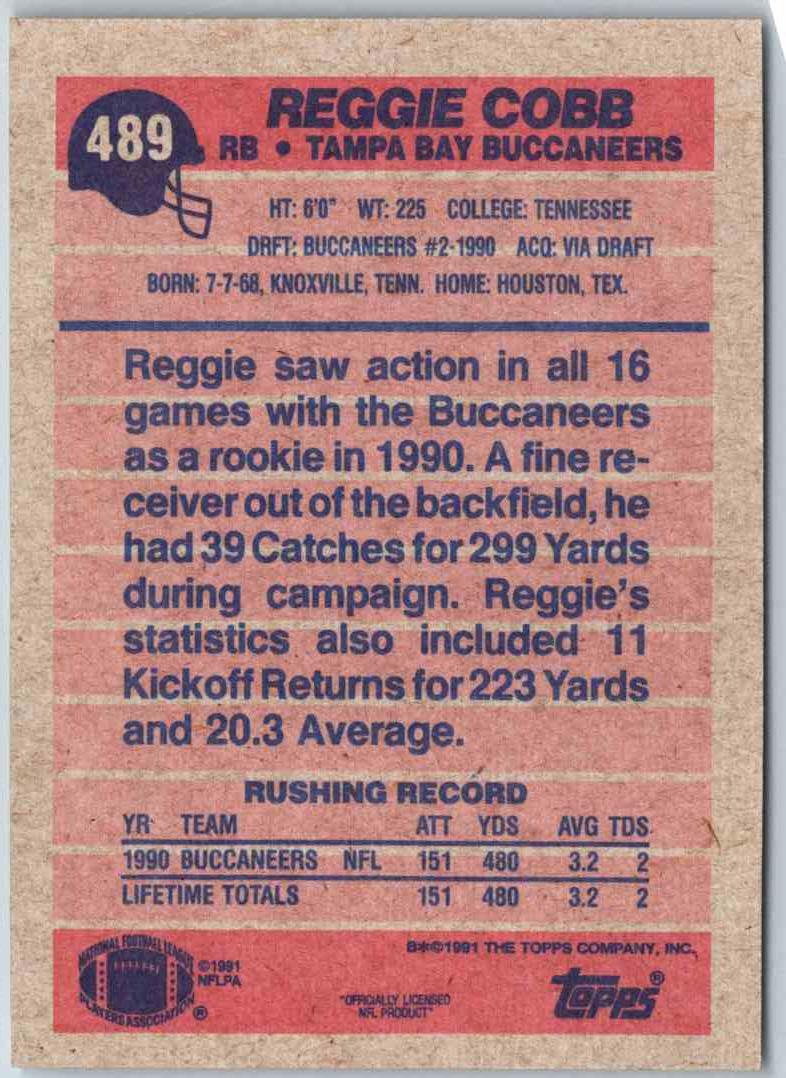 489
REGGIE COBB
RB • TAMPA BAY BUCCANEERS
HT: 6'0" WT: 225 COLLEGE: TENNESSEE
DRFT: BUCCANEERS #2-1990 ACQ: VIA DRAFT
BORN: 7-7-68, KNOXVILLE, TENN. HOME: HOUSTON, TEX.
Reggie saw action in all 16
games with the Buccaneers
as a rookie in 1990. A fine re-
ceiver out of the backfield, he
had 39 Catches for 299 Yards
during campaign. Reggie's
statistics also included 11
Kickoff Returns for 223 Yards
and 20.3 Average.
RUSHING RECORD
YR TEAM ATT YDS AVG TDS
1990 BUCCANEERS NFL 151 480 3.2 2
LIFETIME TOTALS 151 480 3.2 2
NATIONAL FOOTBALL LEAGUE
PLAYERS ASSOCIATION ®
©1991
NFLPA
B*©1991 THE TOPPS COMPANY, INC.
"OFFICIALLY LICENSED
NFL PRODUCT"
topps®